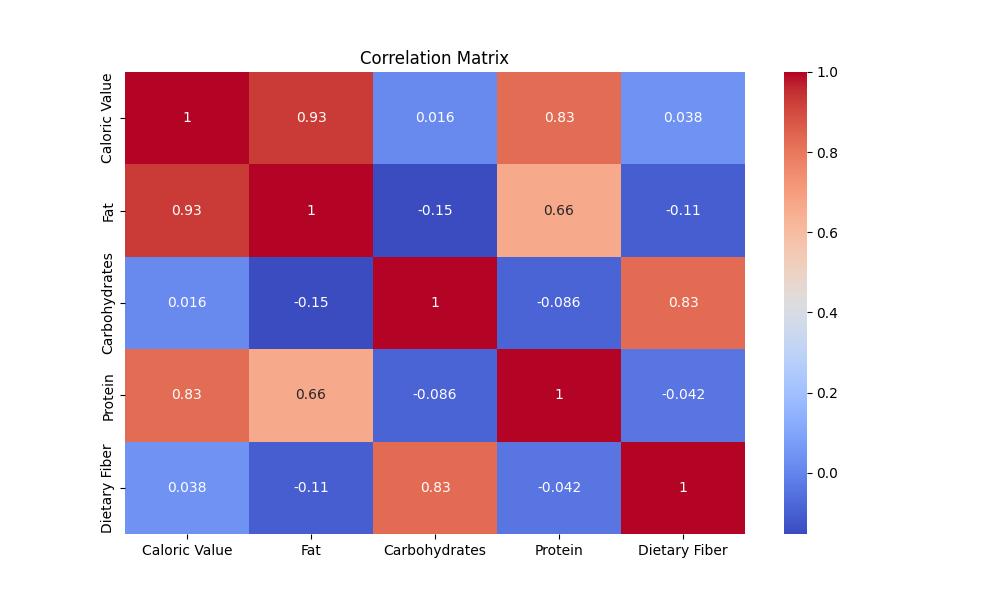 Correlation Matrix
Caloric Value 1 0.93 0.016 0.83 0.038
Fat 0.93 1 -0.15 0.66 -0.11
Carbohydrates 0.016 -0.15 1 -0.086 0.83
Protein 0.83 0.66 -0.086 1 -0.042
Dietary Fiber 0.038 -0.11 0.83 -0.042 1
Caloric Value Fat Carbohydrates Protein Dietary Fiber
1.0
0.8
0.6
0.4
0.2
0.0